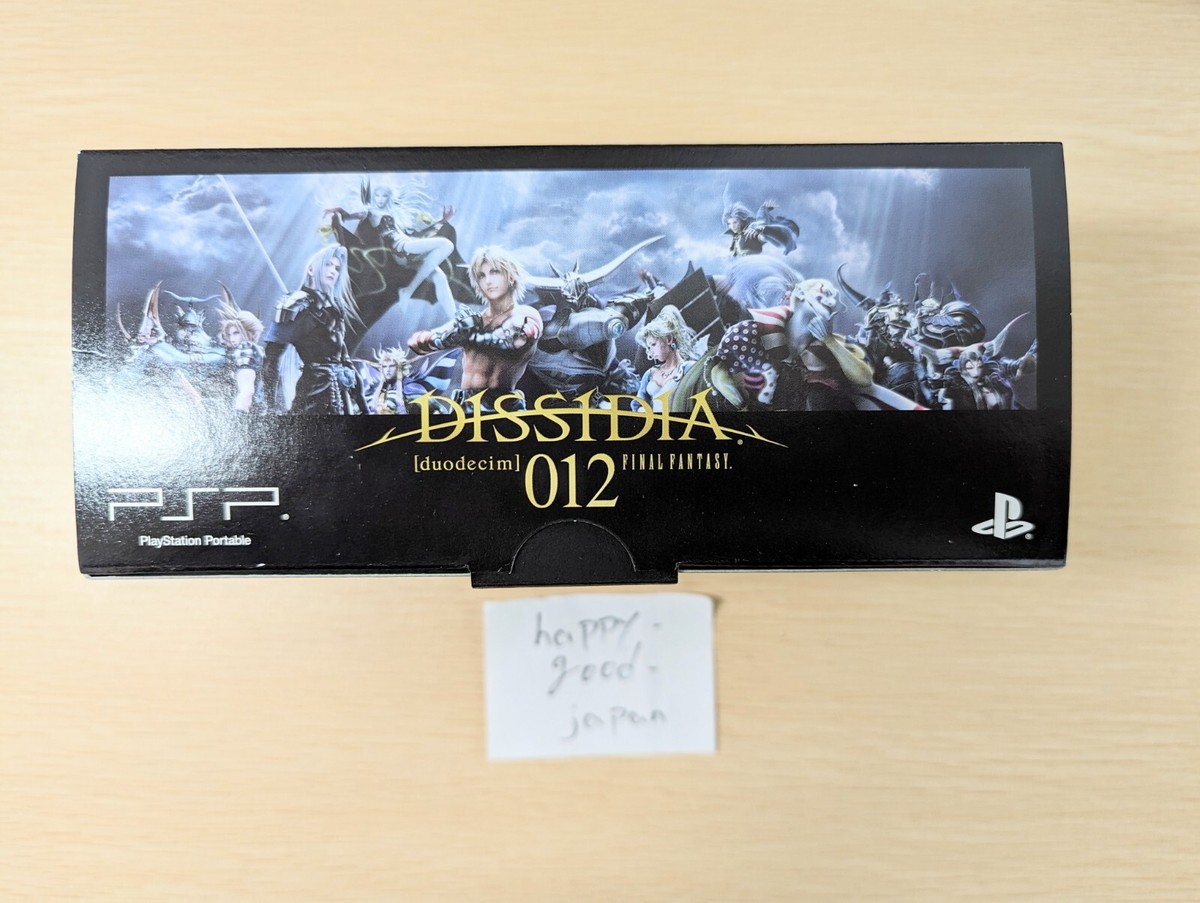 DISSIDIA®
[duodecim] 012 FINAL FANTASY.
PSP®
PlayStation Portable
happy-
good-
japan